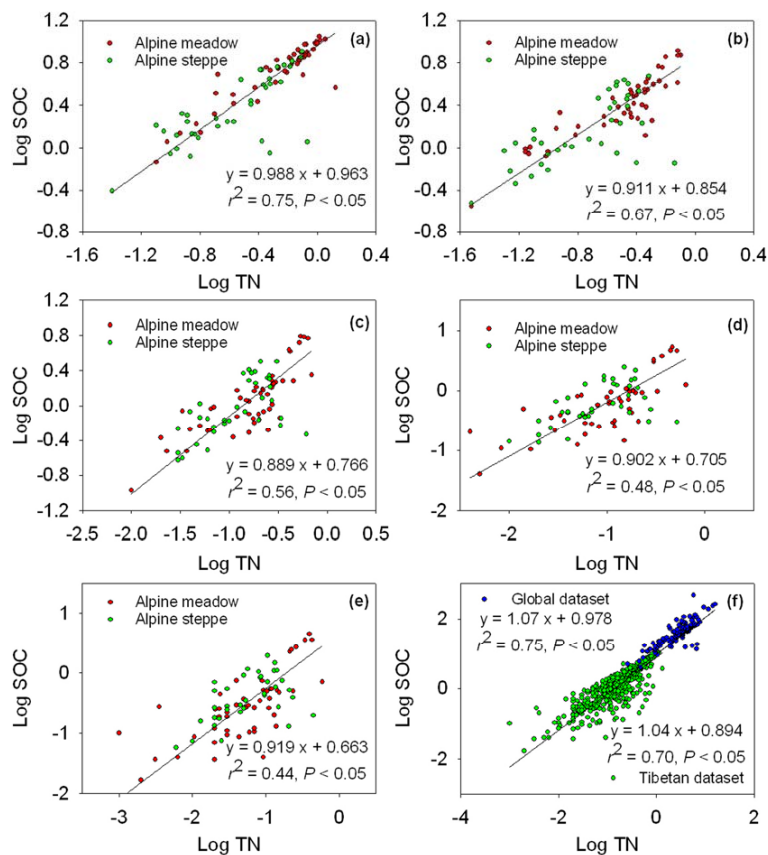 1.2
0.8
0.4
0.0
-0.4
-0.8
Log SOC
Alpine meadow
Alpine steppe
(a)
y = 0.988 x + 0.963
r² = 0.75, P < 0.05
-1.6 -1.2 -0.8 -0.4 0.0 0.4
Log TN
1.2
0.8
0.4
0.0
-0.4
-0.8
Log SOC
Alpine meadow
Alpine steppe
(b)
y = 0.911 x + 0.854
r² = 0.67, P < 0.05
-1.6 -1.2 -0.8 -0.4 0.0 0.4
Log TN
1.2
0.8
0.4
0.0
-0.4
-0.8
-1.2
Log SOC
Alpine meadow
Alpine steppe
(c)
y = 0.889 x + 0.766
r² = 0.56, P < 0.05
-2.5 -2.0 -1.5 -1.0 -0.5 0.0 0.5
Log TN
1
0
-1
-2
Log SOC
Alpine meadow
Alpine steppe
(d)
y = 0.902 x + 0.705
r² = 0.48, P < 0.05
-2 -1 0
Log TN
1
0
-1
-2
Log SOC
Alpine meadow
Alpine steppe
(e)
y = 0.919 x + 0.663
r² = 0.44, P < 0.05
-3 -2 -1 0
Log TN
4
2
0
-2
-4
Log SOC
Global dataset
(f)
y = 1.07 x + 0.978
r² = 0.75, P < 0.05
y = 1.04 x + 0.894
r² = 0.70, P < 0.05
Tibetan dataset
-4 -2 0 2
Log TN